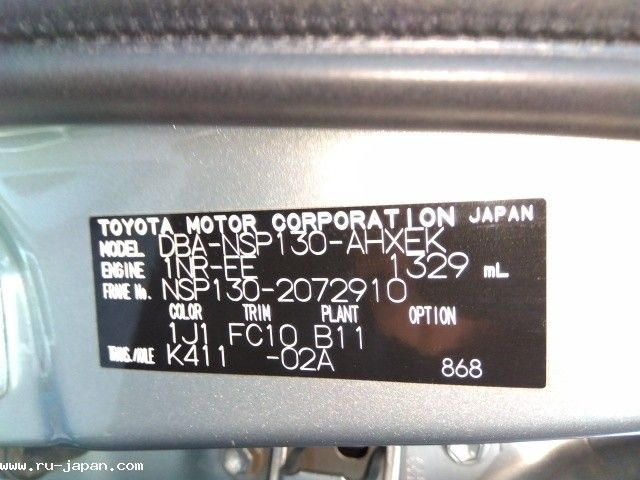 TOYOTA MOTOR CORPORATION JAPAN
MODEL DBA-NSP130-AHXEK
ENGINE 1NR-FE 1329 mL
FRAME No. NSP130-2072910
COLOR TRIM PLANT OPTION
1J1 FC10 B11
TRANS./AXLE K411 -02A 868
www.ru-japan.com